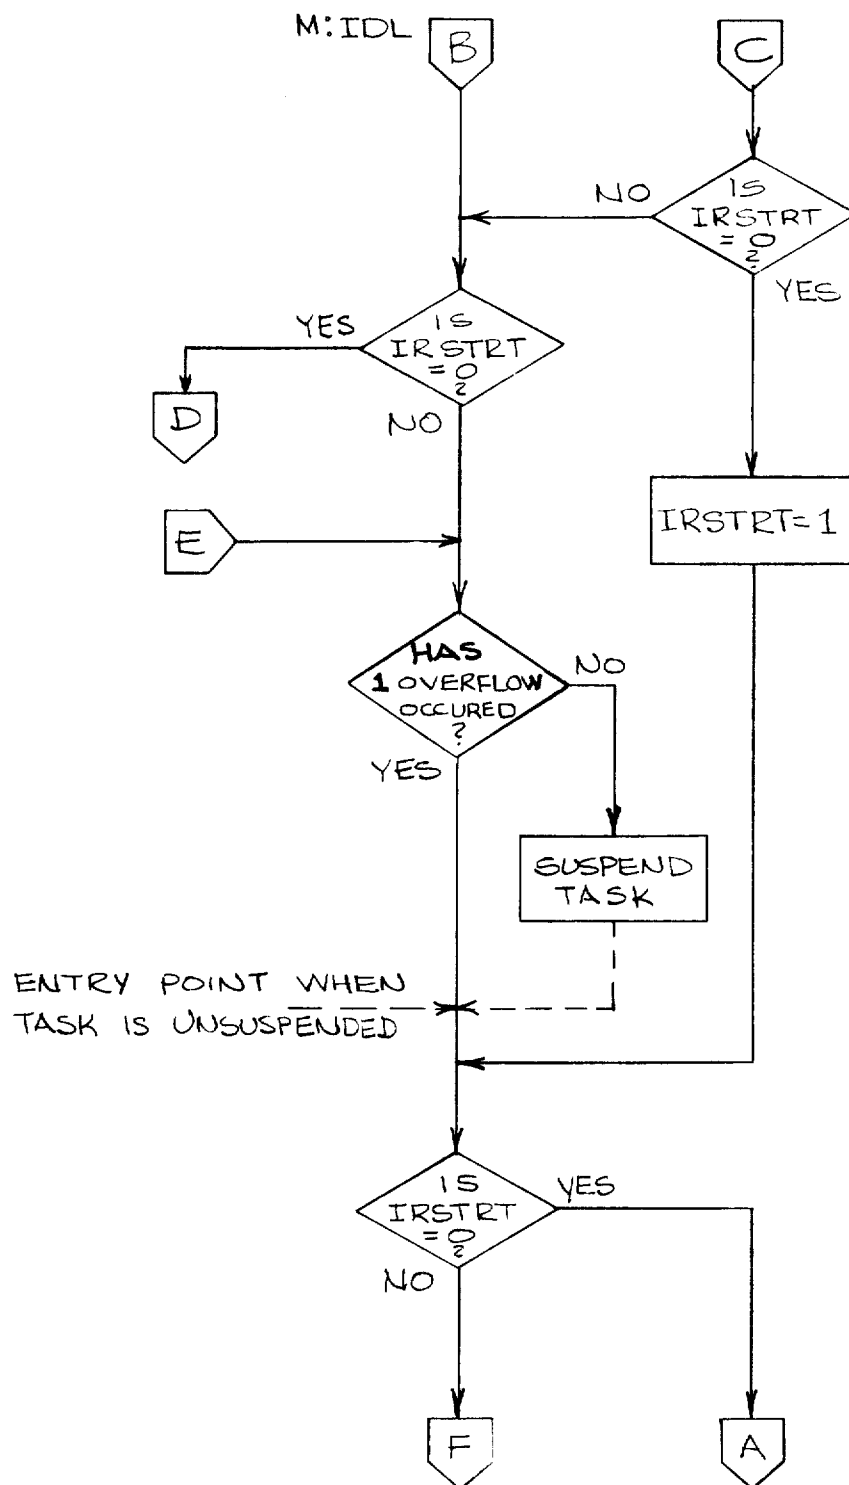 M:IDL
B
C
NO
IS
IRSTRT
= 0
?
YES
YES
IS
IRSTRT
= 0
?
D
NO
IRSTRT=1
E
HAS
1 OVERFLOW
OCCURED
?
NO
YES
SUSPEND
TASK
ENTRY POINT WHEN
TASK IS UNSUSPENDED
IS
IRSTRT
= 0
?
YES
NO
F
A